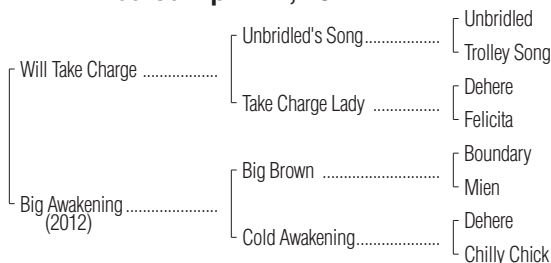 Unbridled
Unbridled's Song
Trolley Song
Will Take Charge
Dehere
Take Charge Lady
Felicita
Boundary
Big Brown
Mien
Big Awakening
(2012)
Dehere
Cold Awakening
Chilly Chick